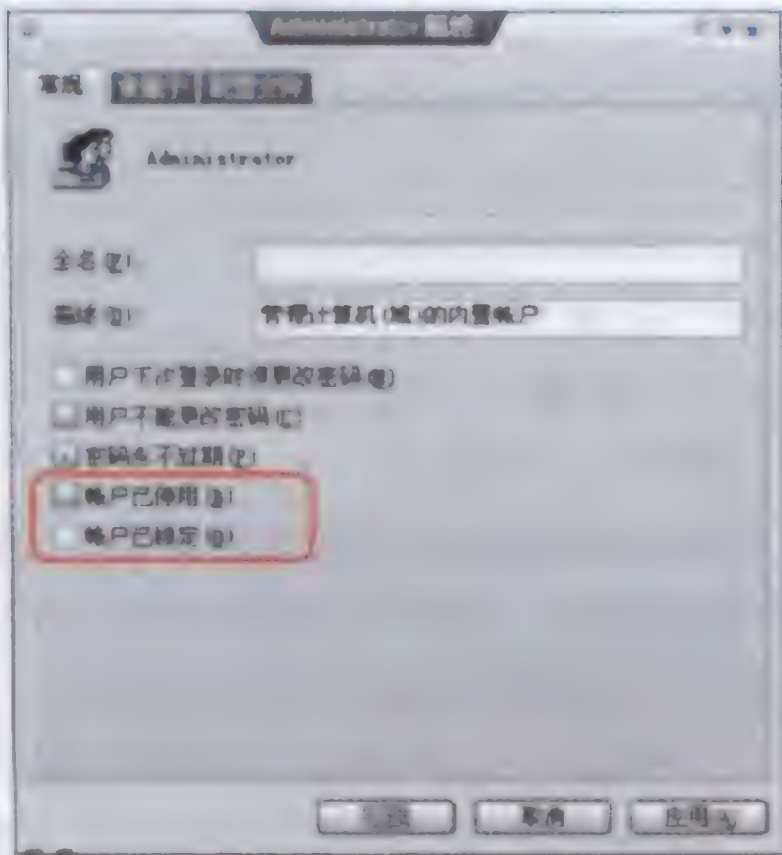 Administrator 属性
常规
Administrator
全名(F):
描述(D):
管理计算机(域)的内置帐户
用户下次登录时须更改密码(M)
用户不能更改密码(C)
密码永不过期(P)
帐户已停用(B)
帐户已锁定(O)
取消
应用(A)